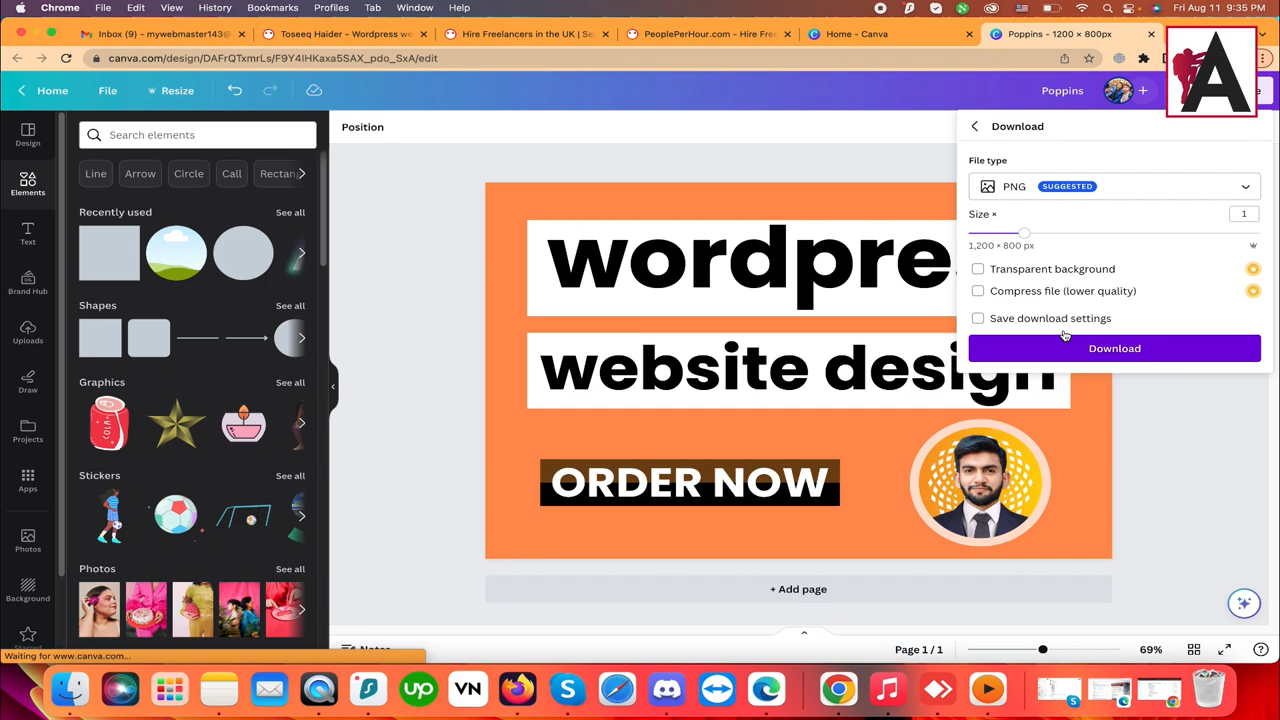 Chrome File Edit View History Bookmarks Profiles Tab Window Help Fri Aug 11 9:35 PM
Inbox (9) - mywebmaster143@ Toseeq Haider - Wordpress we Hire Freelancers in the UK | Se PeoplePerHour.com - Hire Fre Home - Canva Poppins - 1200 × 800px
canva.com/design/DAFrQTxmrLs/F9Y4IHKaxa5SAX_pdo_SxA/edit
A
Home File Resize Poppins
Design
Elements
Text
Brand Hub
Uploads
Draw
Projects
Apps
Photos
Background
Search elements
Line Arrow Circle Call Rectang
Recently used See all
Shapes See all
Graphics See all
COLA
Stickers See all
Photos See all
Position
wordpre
website design
ORDER NOW
+ Add page
Download
File type
PNG SUGGESTED
Size × 1
1,200 × 800 px
Transparent background
Compress file (lower quality)
Save download settings
Download
Waiting for www.canva.com...
Notes
Page 1 / 1 69%
up VN